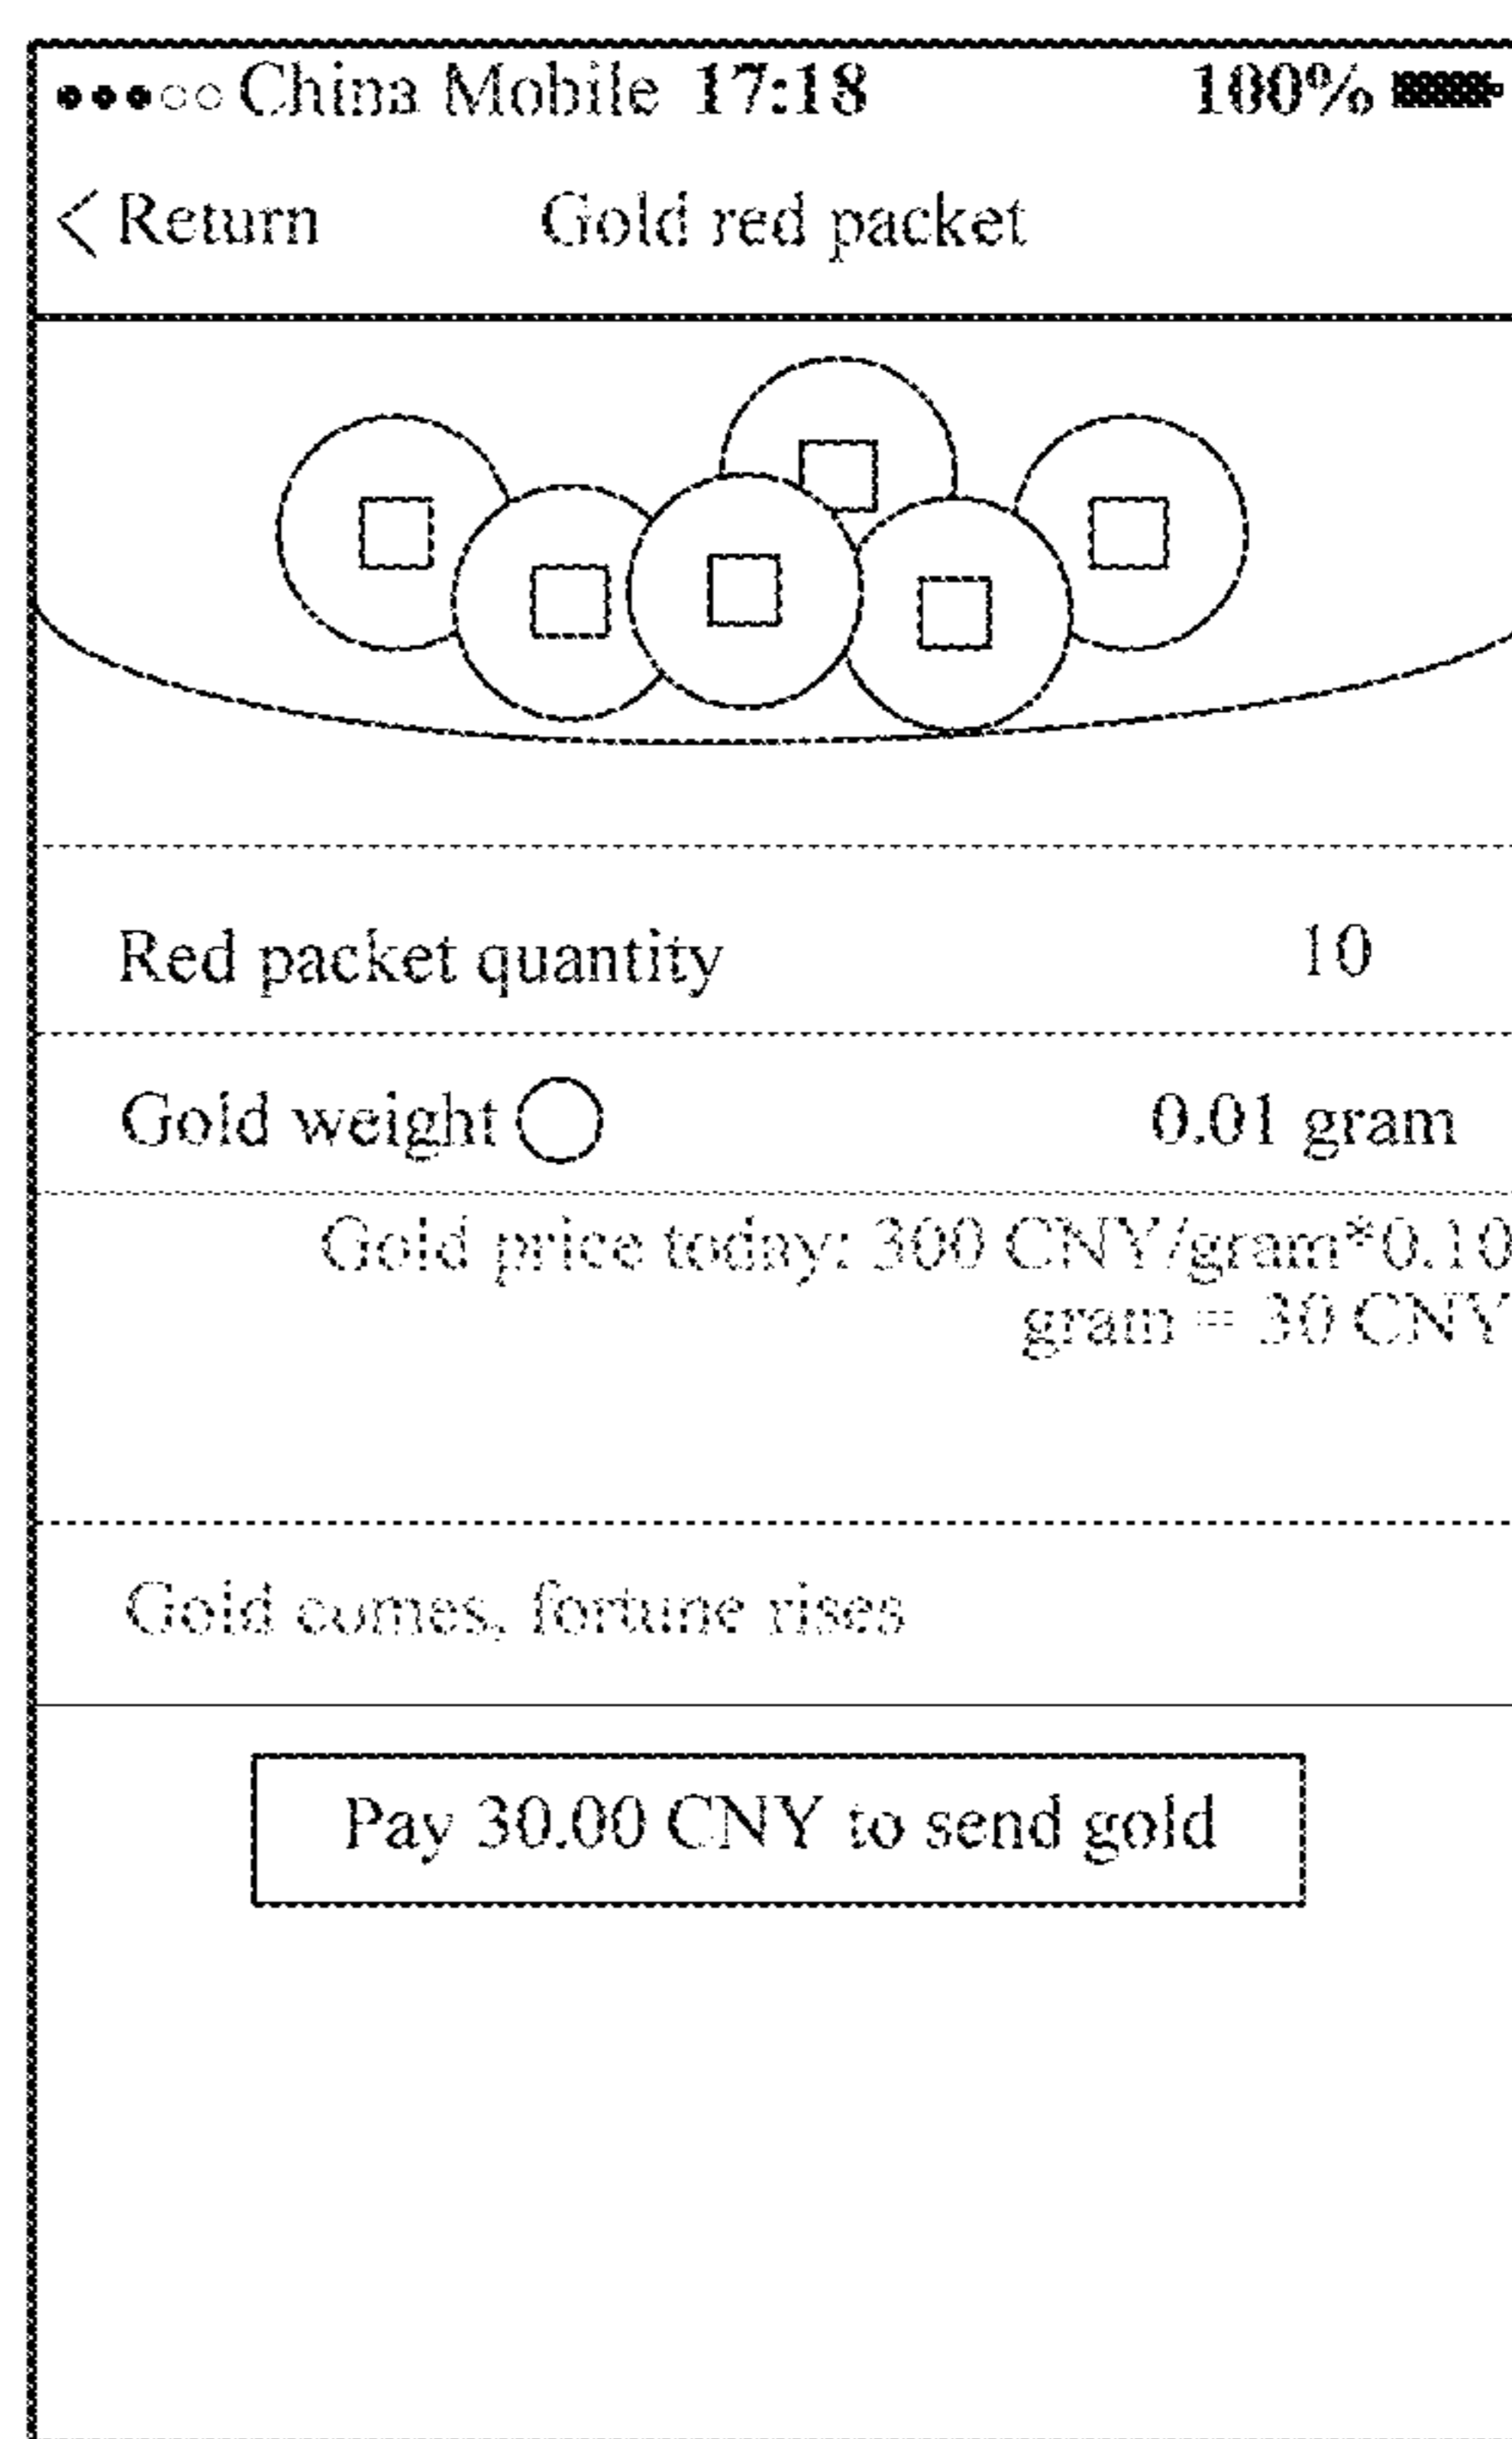 China Mobile 17:18 100%
< Return Gold red packet
Red packet quantity 10
Gold weight 0.01 gram
Gold price today: 300 CNY/gram*0.10
gram = 30 CNY
Gold comes, fortune rises
Pay 30.00 CNY to send gold